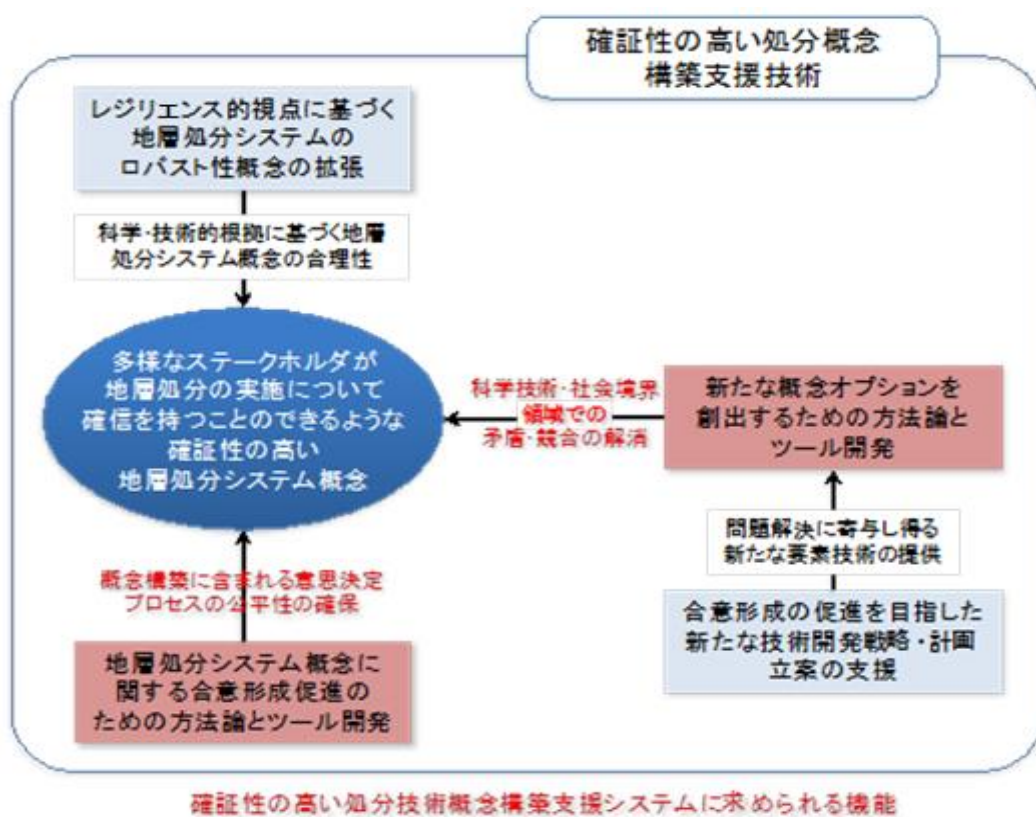 確証性の高い処分概念
構築支援技術
レジリエンス的視点に基づく
地層処分システムの
ロバスト性概念の拡張
科学・技術的根拠に基づく地層
処分システム概念の合理性
多様なステークホルダが
地層処分の実施について
確信を持つことのできるような
確証性の高い
地層処分システム概念
科学技術・社会境界
領域での
矛盾・競合の解消
新たな概念オプションを
創出するための方法論と
ツール開発
問題解決に寄与し得る
新たな要素技術の提供
合意形成の促進を目指した
新たな技術開発戦略・計画
立案の支援
概念構築に含まれる意思決定
プロセスの公平性の確保
地層処分システム概念に
関する合意形成促進の
ための方法論とツール開発
確証性の高い処分技術概念構築支援システムに求められる機能